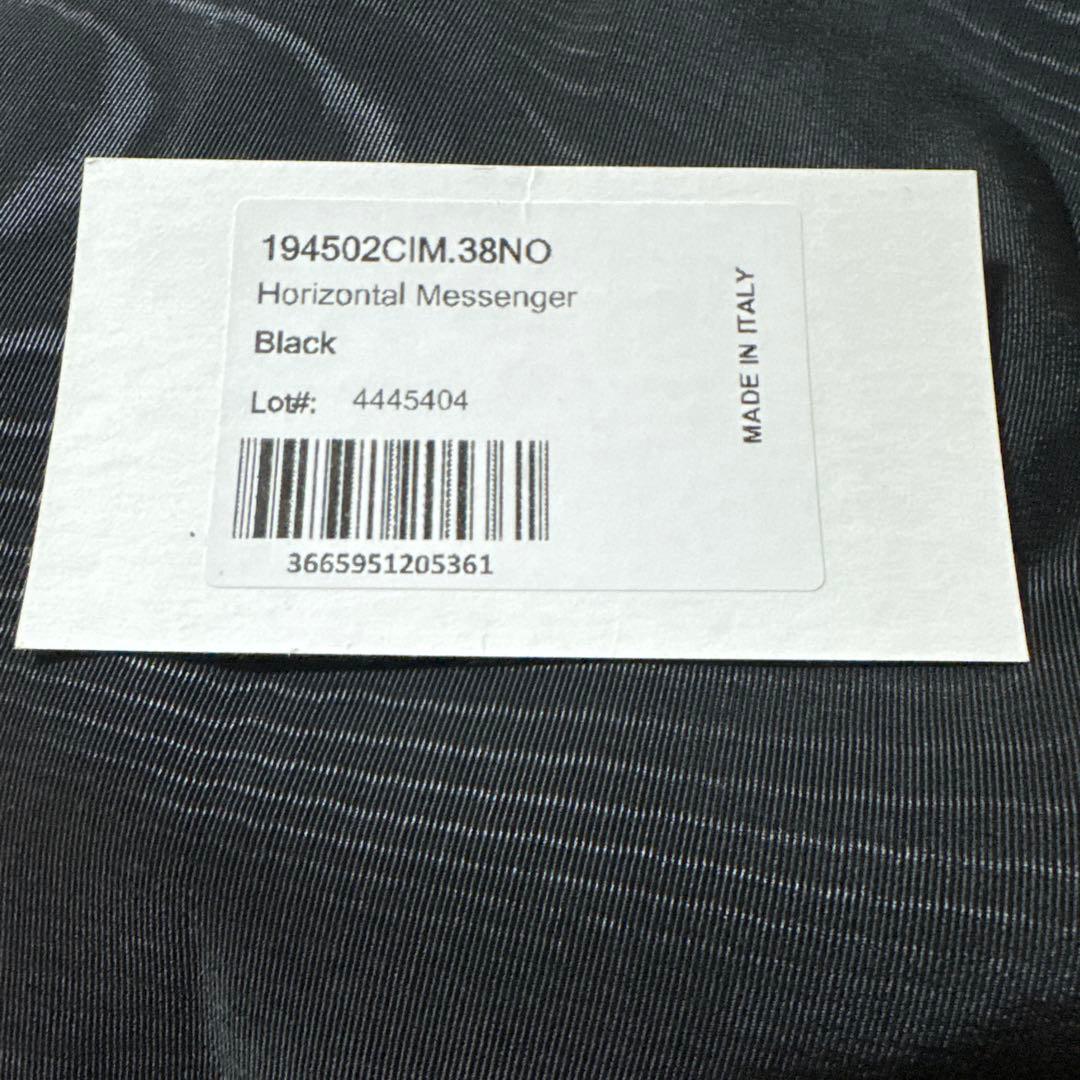 194502CIM.38NO
Horizontal Messenger
Black
Lot#: 4445404
3665951205361
MADE IN ITALY